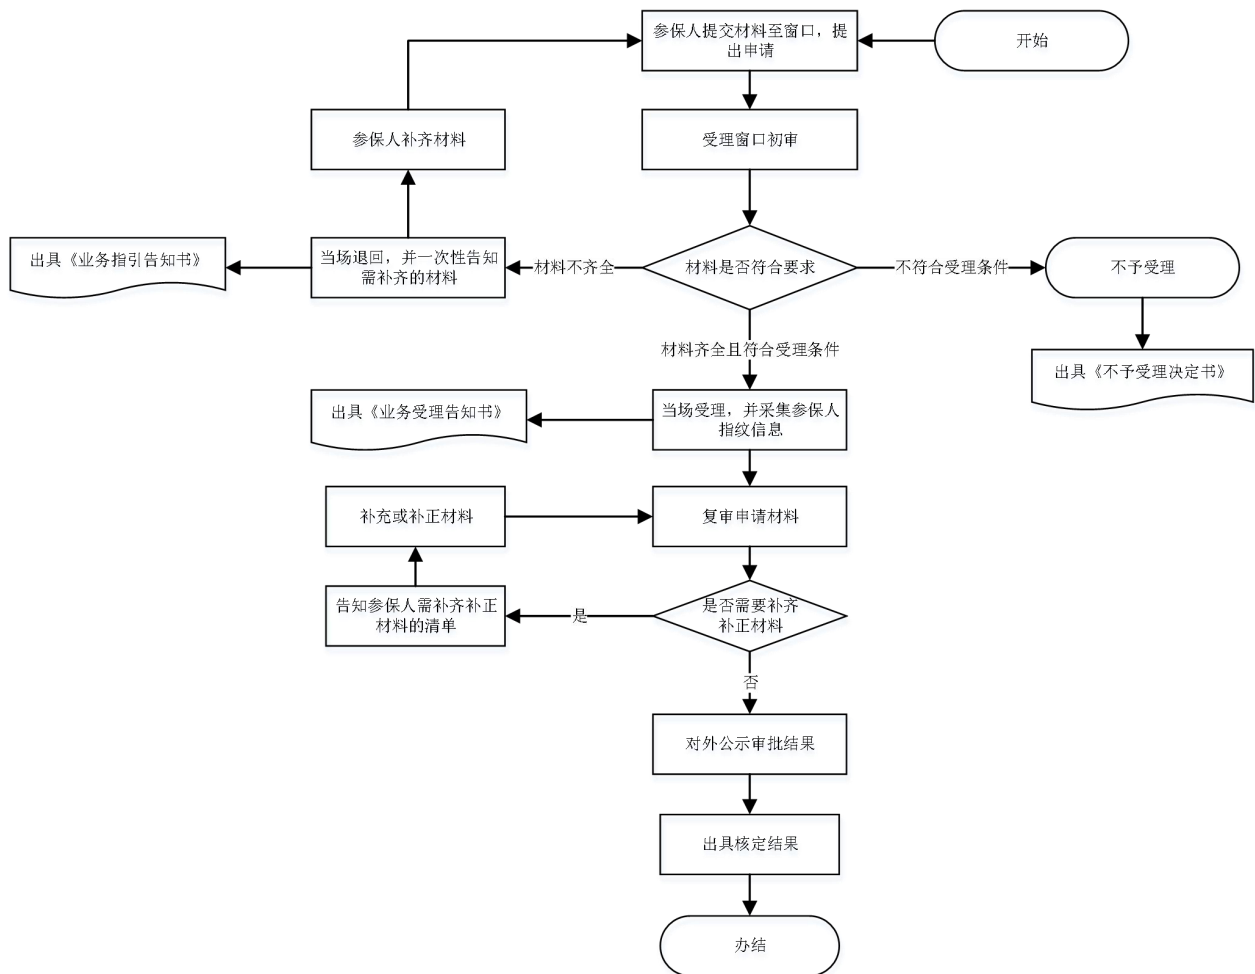 参保人提交材料至窗口，提
出申请
开始
参保人补齐材料
受理窗口初审
出具《业务指引告知书》
当场退回，并一次性告知
需补齐的材料
材料不齐全
材料是否符合要求
不符合受理条件
不予受理
材料齐全且符合受理条件
出具《不予受理决定书》
出具《业务受理告知书》
当场受理，并采集参保人
指纹信息
补充或补正材料
复审申请材料
告知参保人需补齐补正
材料的清单
是
是否需要补齐
补正材料
否
对外公示审批结果
出具核定结果
办结